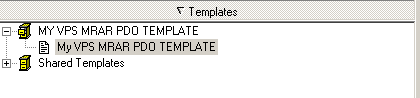 Templates
MY VPS MRAR PDO TEMPLATE
My VPS MRAR PDO TEMPLATE
Shared Templates